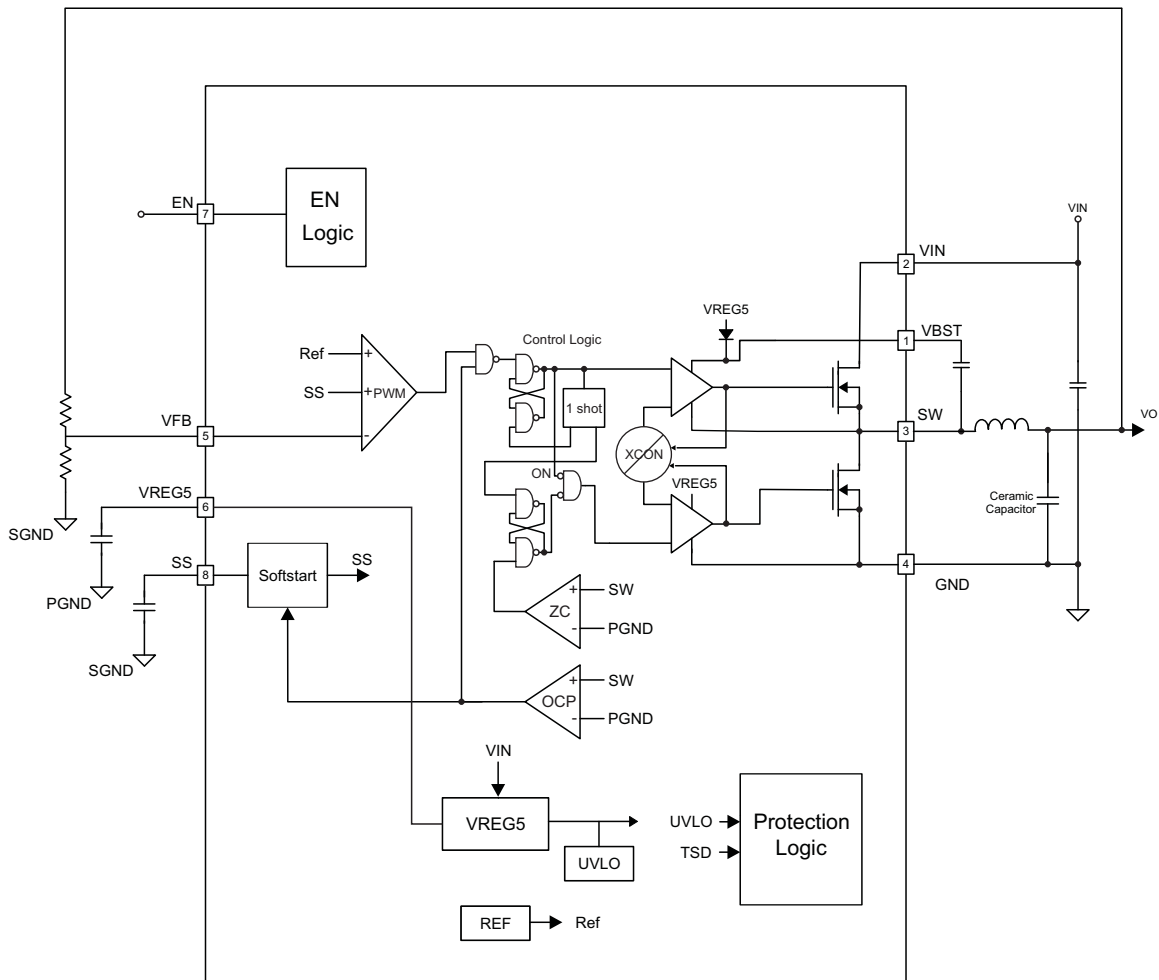 EN
7
EN
Logic
VIN
VIN
2
VREG5
VBST
1
Control Logic
Ref
+
SS
+
PWM
-
1 shot
VFB
5
SW
3
VO
XCON
ON
VREG5
VREG5
6
Ceramic
Capacitor
SGND
SS
8
Softstart
SS
4
GND
PGND
SGND
+
SW
ZC
-
PGND
+
SW
OCP
-
PGND
VIN
VREG5
UVLO
UVLO
TSD
Protection
Logic
REF
Ref